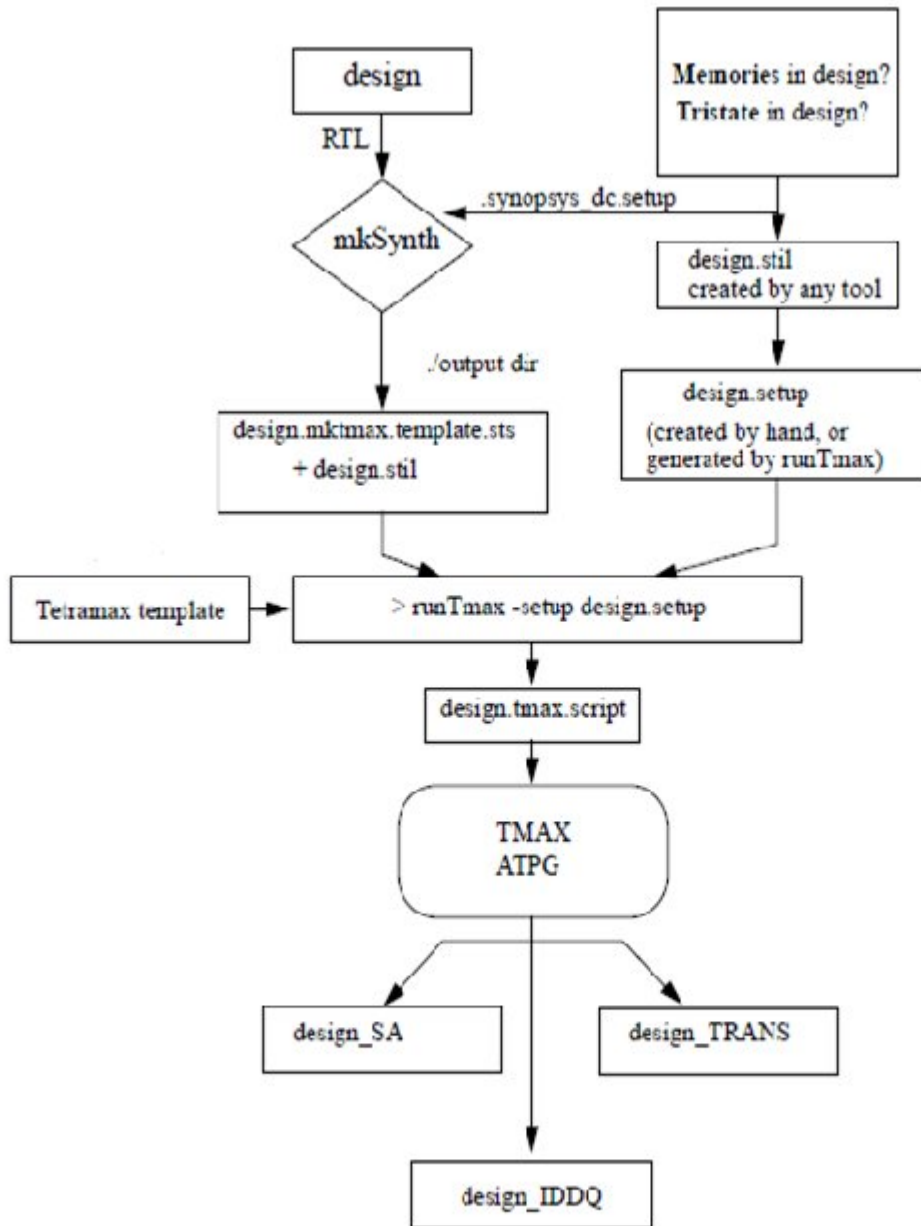 design
Memories in design?
Tristate in design?
RTL
.synopsys_dc.setup
mkSynth
design.stil
created by any tool
./output dir
design.setup
(created by hand, or
generated by runTmax)
design.mktmax.template.sts
+ design.stil
Tetramax template
> runTmax -setup design.setup
design.tmax.script
TMAX
ATPG
design_SA
design_TRANS
design_IDDQ